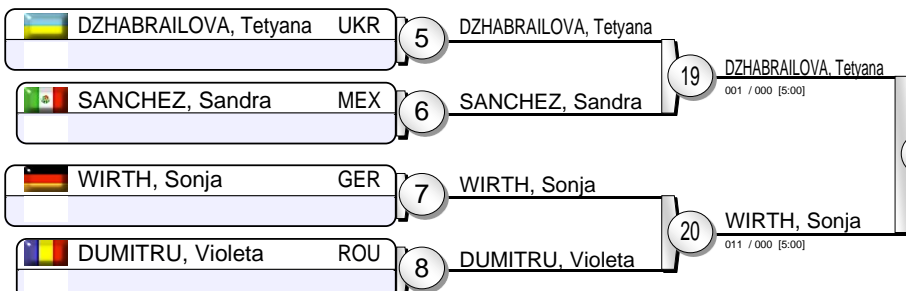 DZHABRAILOVA, Tetyana UKR 5 DZHABRAILOVA, Tetyana
19 DZHABRAILOVA, Tetyana
001 / 000 [5:00]
SANCHEZ, Sandra MEX 6 SANCHEZ, Sandra
WIRTH, Sonja GER 7 WIRTH, Sonja
20 WIRTH, Sonja
011 / 000 [5:00]
DUMITRU, Violeta ROU 8 DUMITRU, Violeta